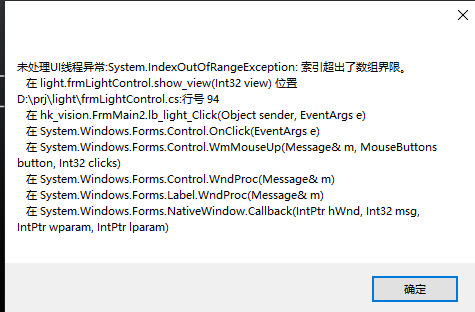 未处理UI线程异常:System.IndexOutOfRangeException: 索引超出了数组界限。
在 light.frmLightControl.show_view(Int32 view) 位置
D:\prj\light\frmLightControl.cs:行号 94
在 hk_vision.FrmMain2.lb_light_Click(Object sender, EventArgs e)
在 System.Windows.Forms.Control.OnClick(EventArgs e)
在 System.Windows.Forms.Control.WmMouseUp(Message& m, MouseButtons
button, Int32 clicks)
在 System.Windows.Forms.Control.WndProc(Message& m)
在 System.Windows.Forms.Label.WndProc(Message& m)
在 System.Windows.Forms.NativeWindow.Callback(IntPtr hWnd, Int32 msg,
IntPtr wparam, IntPtr lparam)
确定